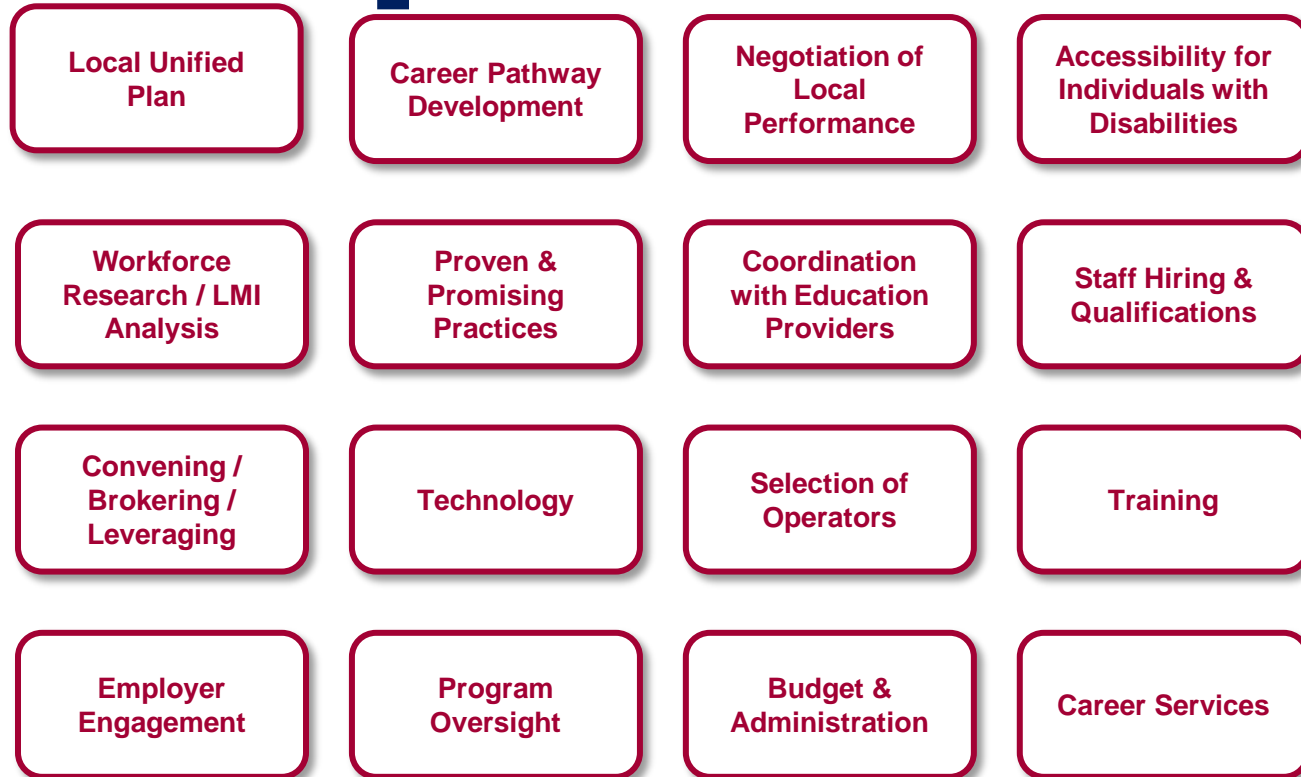 Local Unified
Plan
Career Pathway
Development
Negotiation of
Local
Performance
Accessibility for
Individuals with
Disabilities
Workforce
Research / LMI
Analysis
Proven &
Promising
Practices
Coordination
with Education
Providers
Staff Hiring &
Qualifications
Convening /
Brokering /
Leveraging
Technology
Selection of
Operators
Training
Employer
Engagement
Program
Oversight
Budget &
Administration
Career Services